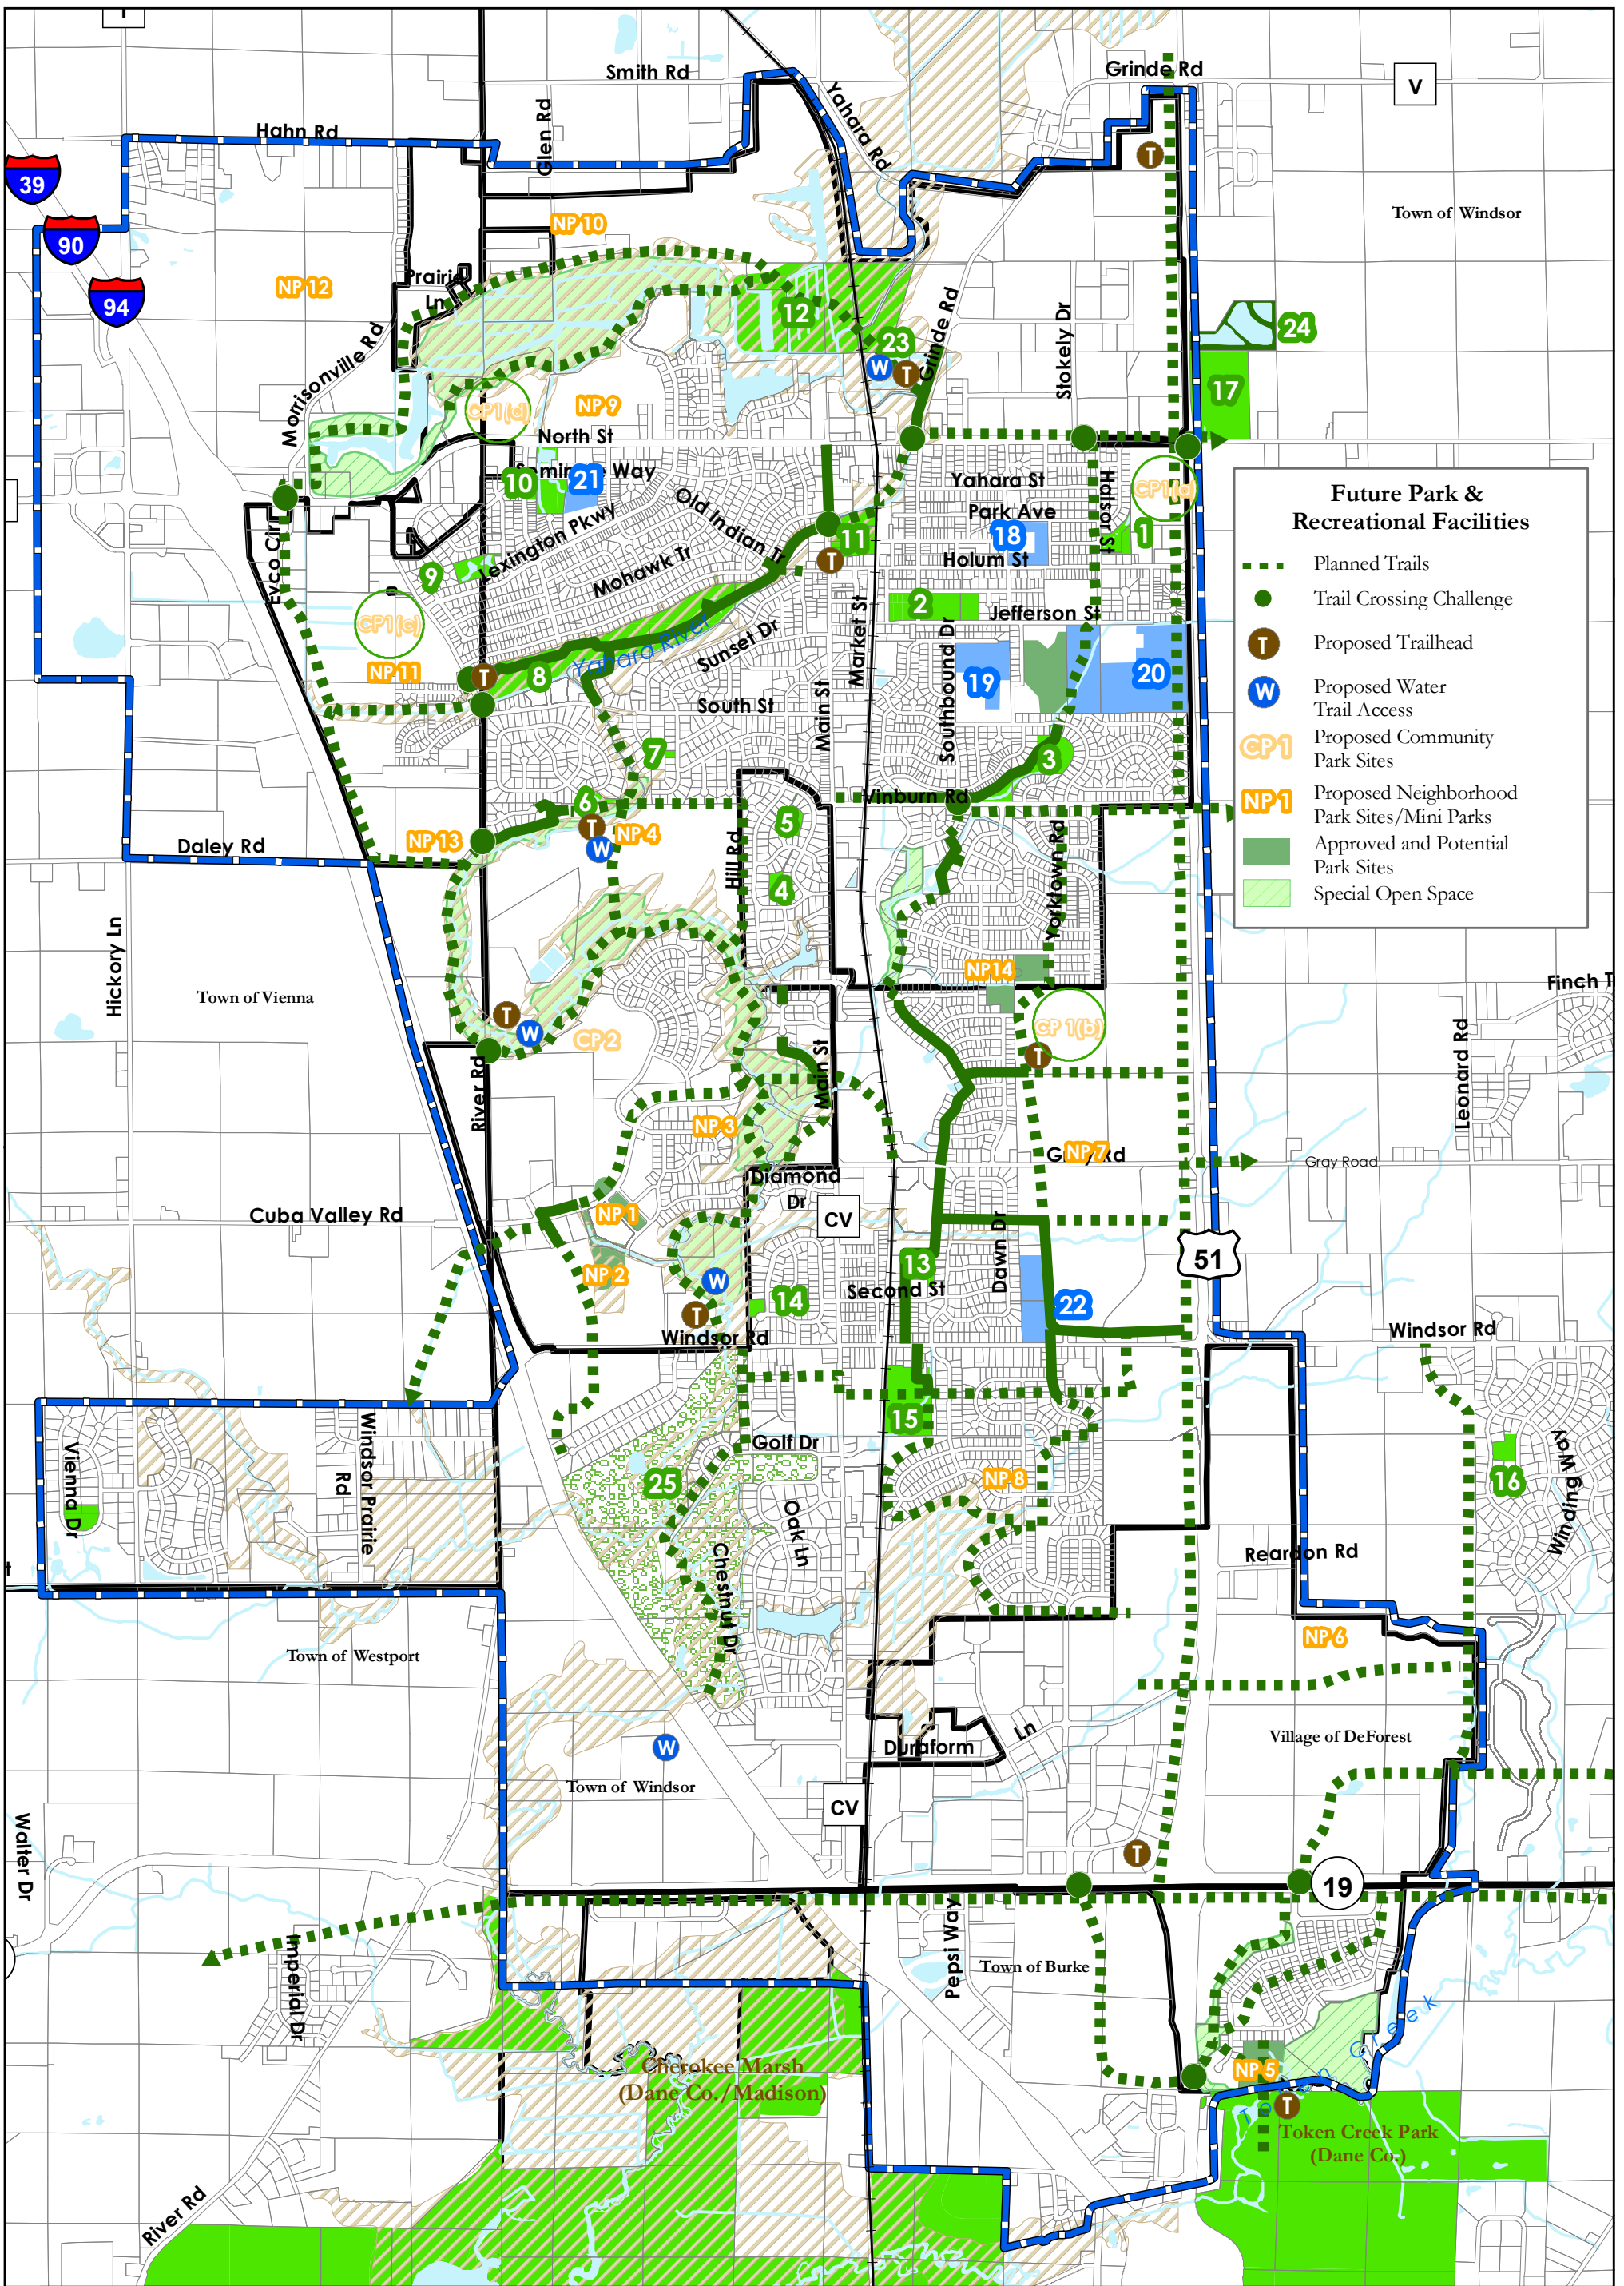 Smith Rd
Grinde Rd
V
Hahn Rd
Glen Rd
Yahara Rd
39
90
94
NP 10
Town of Windsor
NP 12
Prairie
Ln
12
23
W
T
T
Grinde Rd
Stokely Dr
24
17
Morrisonville Rd
CP1(d)
NP 9
North St
Way
10
21
Lexington Pkwy
Old Indian Tr
Mohawk Tr
9
Evco Cir
CP1(c)
NP 11
T
8
Yahara River
Sunset Dr
South St
11
T
Market St
Main St
Yahara St
Park Ave
18
Holum St
Halsor St
1
CP1(a)
2
Jefferson St
Southbound Dr
19
20
3
Vinburn Rd
7
6
T
W
NP 4
NP 13
Daley Rd
Hill Rd
5
4
Yorktown Rd
Future Park &
Recreational Facilities
Planned Trails
Trail Crossing Challenge
T
Proposed Trailhead
W
Proposed Water
Trail Access
CP 1
Proposed Community
Park Sites
NP 1
Proposed Neighborhood
Park Sites/Mini Parks
Approved and Potential
Park Sites
Special Open Space
Hickory Ln
Town of Vienna
T
W
CP 2
River Rd
Main St
NP14
CP 1(b)
T
Finch T
Leonard Rd
NP 3
NP 7
Gray Road
Diamond
Dr
CV
Cuba Valley Rd
NP 1
NP 2
W
T
14
Windsor Rd
13
Second St
Dawn Dr
22
51
Windsor Rd
15
Golf Dr
25
NP 8
Oak Ln
Chestnut Dr
Vienna Dr
Windsor Prairie
Rd
16
Winding Way
Reardon Rd
NP 6
Town of Westport
Town of Windsor
W
Duraform
Ln
Village of DeForest
CV
T
19
Walter Dr
Imperial Dr
Pepsi Way
Town of Burke
Token Creek
Cherokee Marsh
(Dane Co./Madison)
NP 5
T
Token Creek Park
(Dane Co.)
River Rd